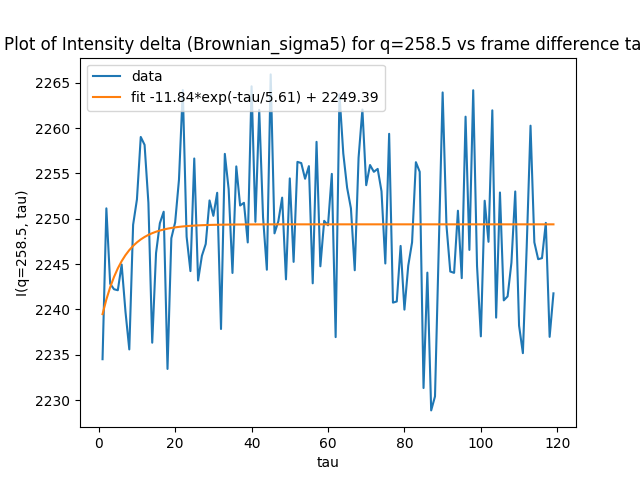 Plot of Intensity delta (Brownian_sigma5) for q=258.5 vs frame difference ta
data
fit -11.84*exp(-tau/5.61) + 2249.39
I(q=258.5, tau)
2265
2260
2255
2250
2245
2240
2235
2230
0 20 40 60 80 100 120
tau